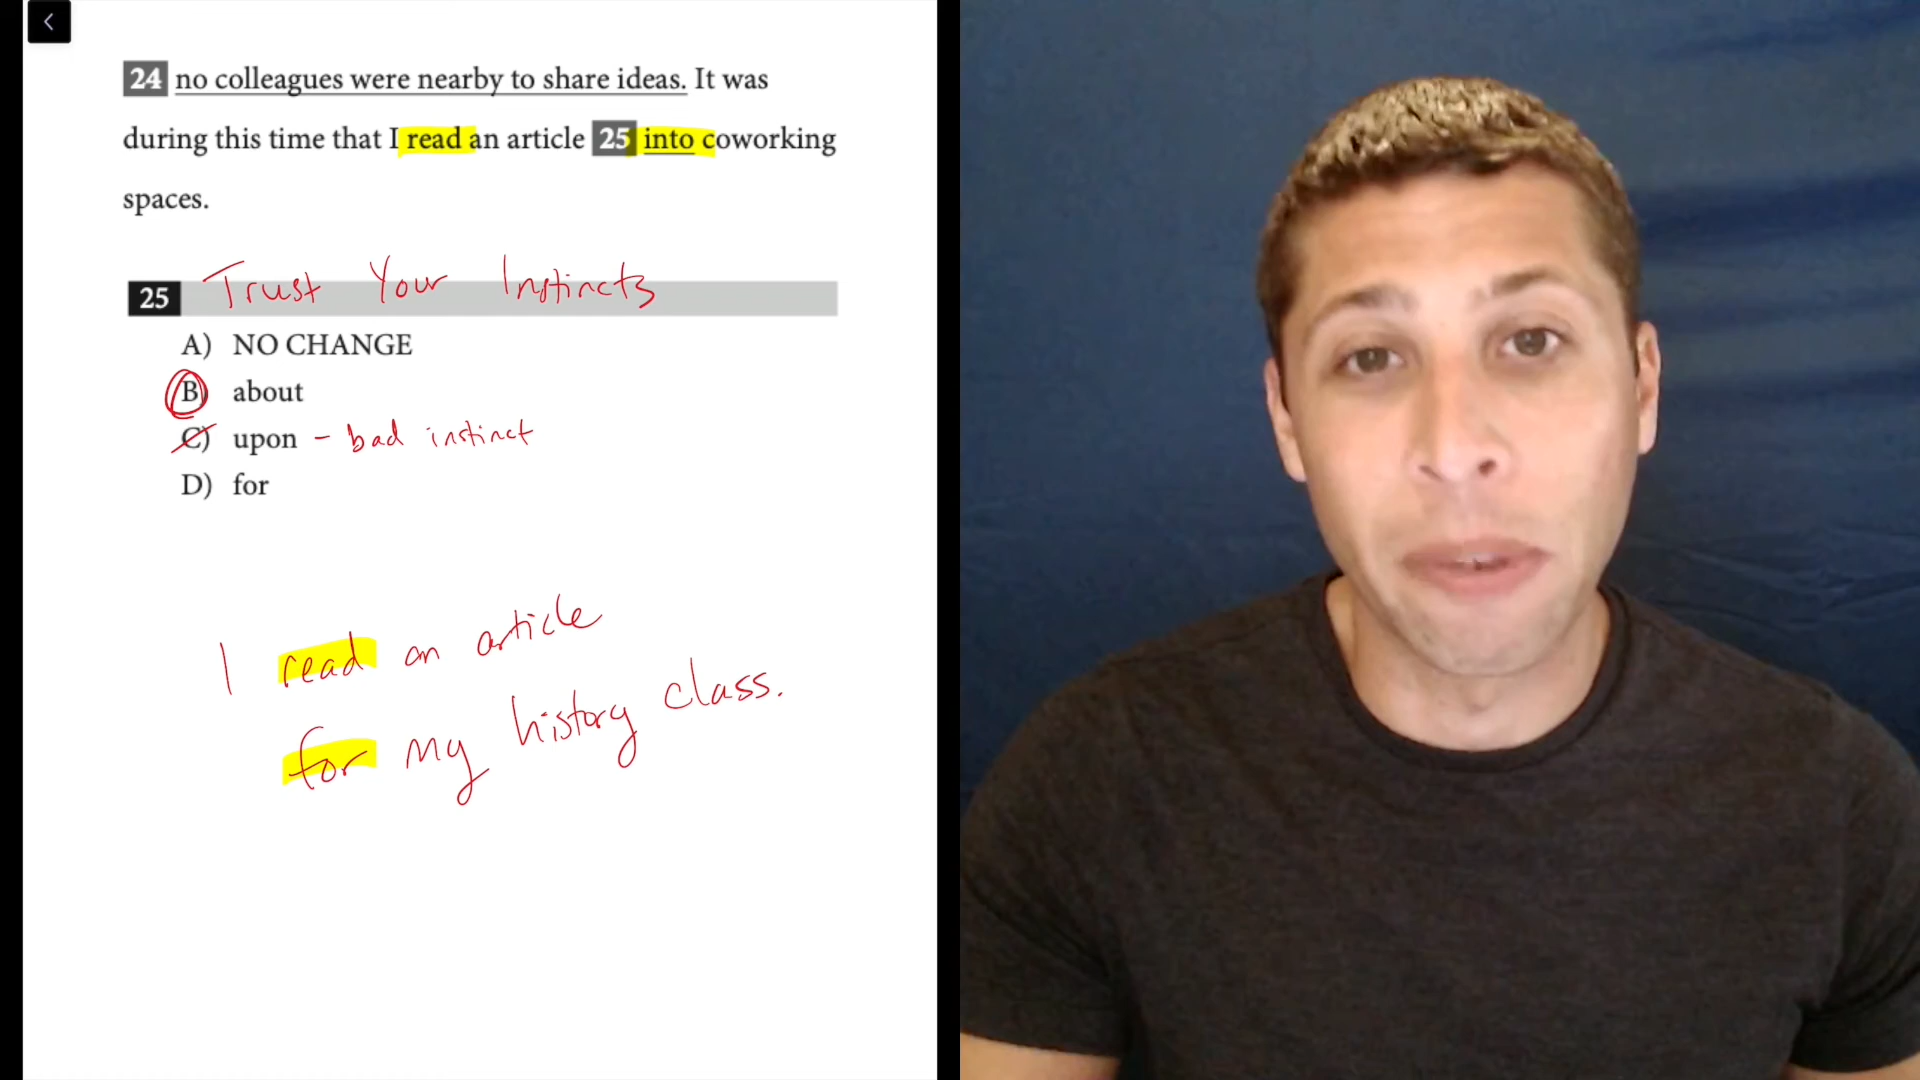 24 no colleagues were nearby to share ideas. It was
during this time that I read an article 25 into coworking
spaces.
25 Trust Your Instincts
A) NO CHANGE
B) about
C) upon - bad instinct
D) for
I read an article
for my history class.